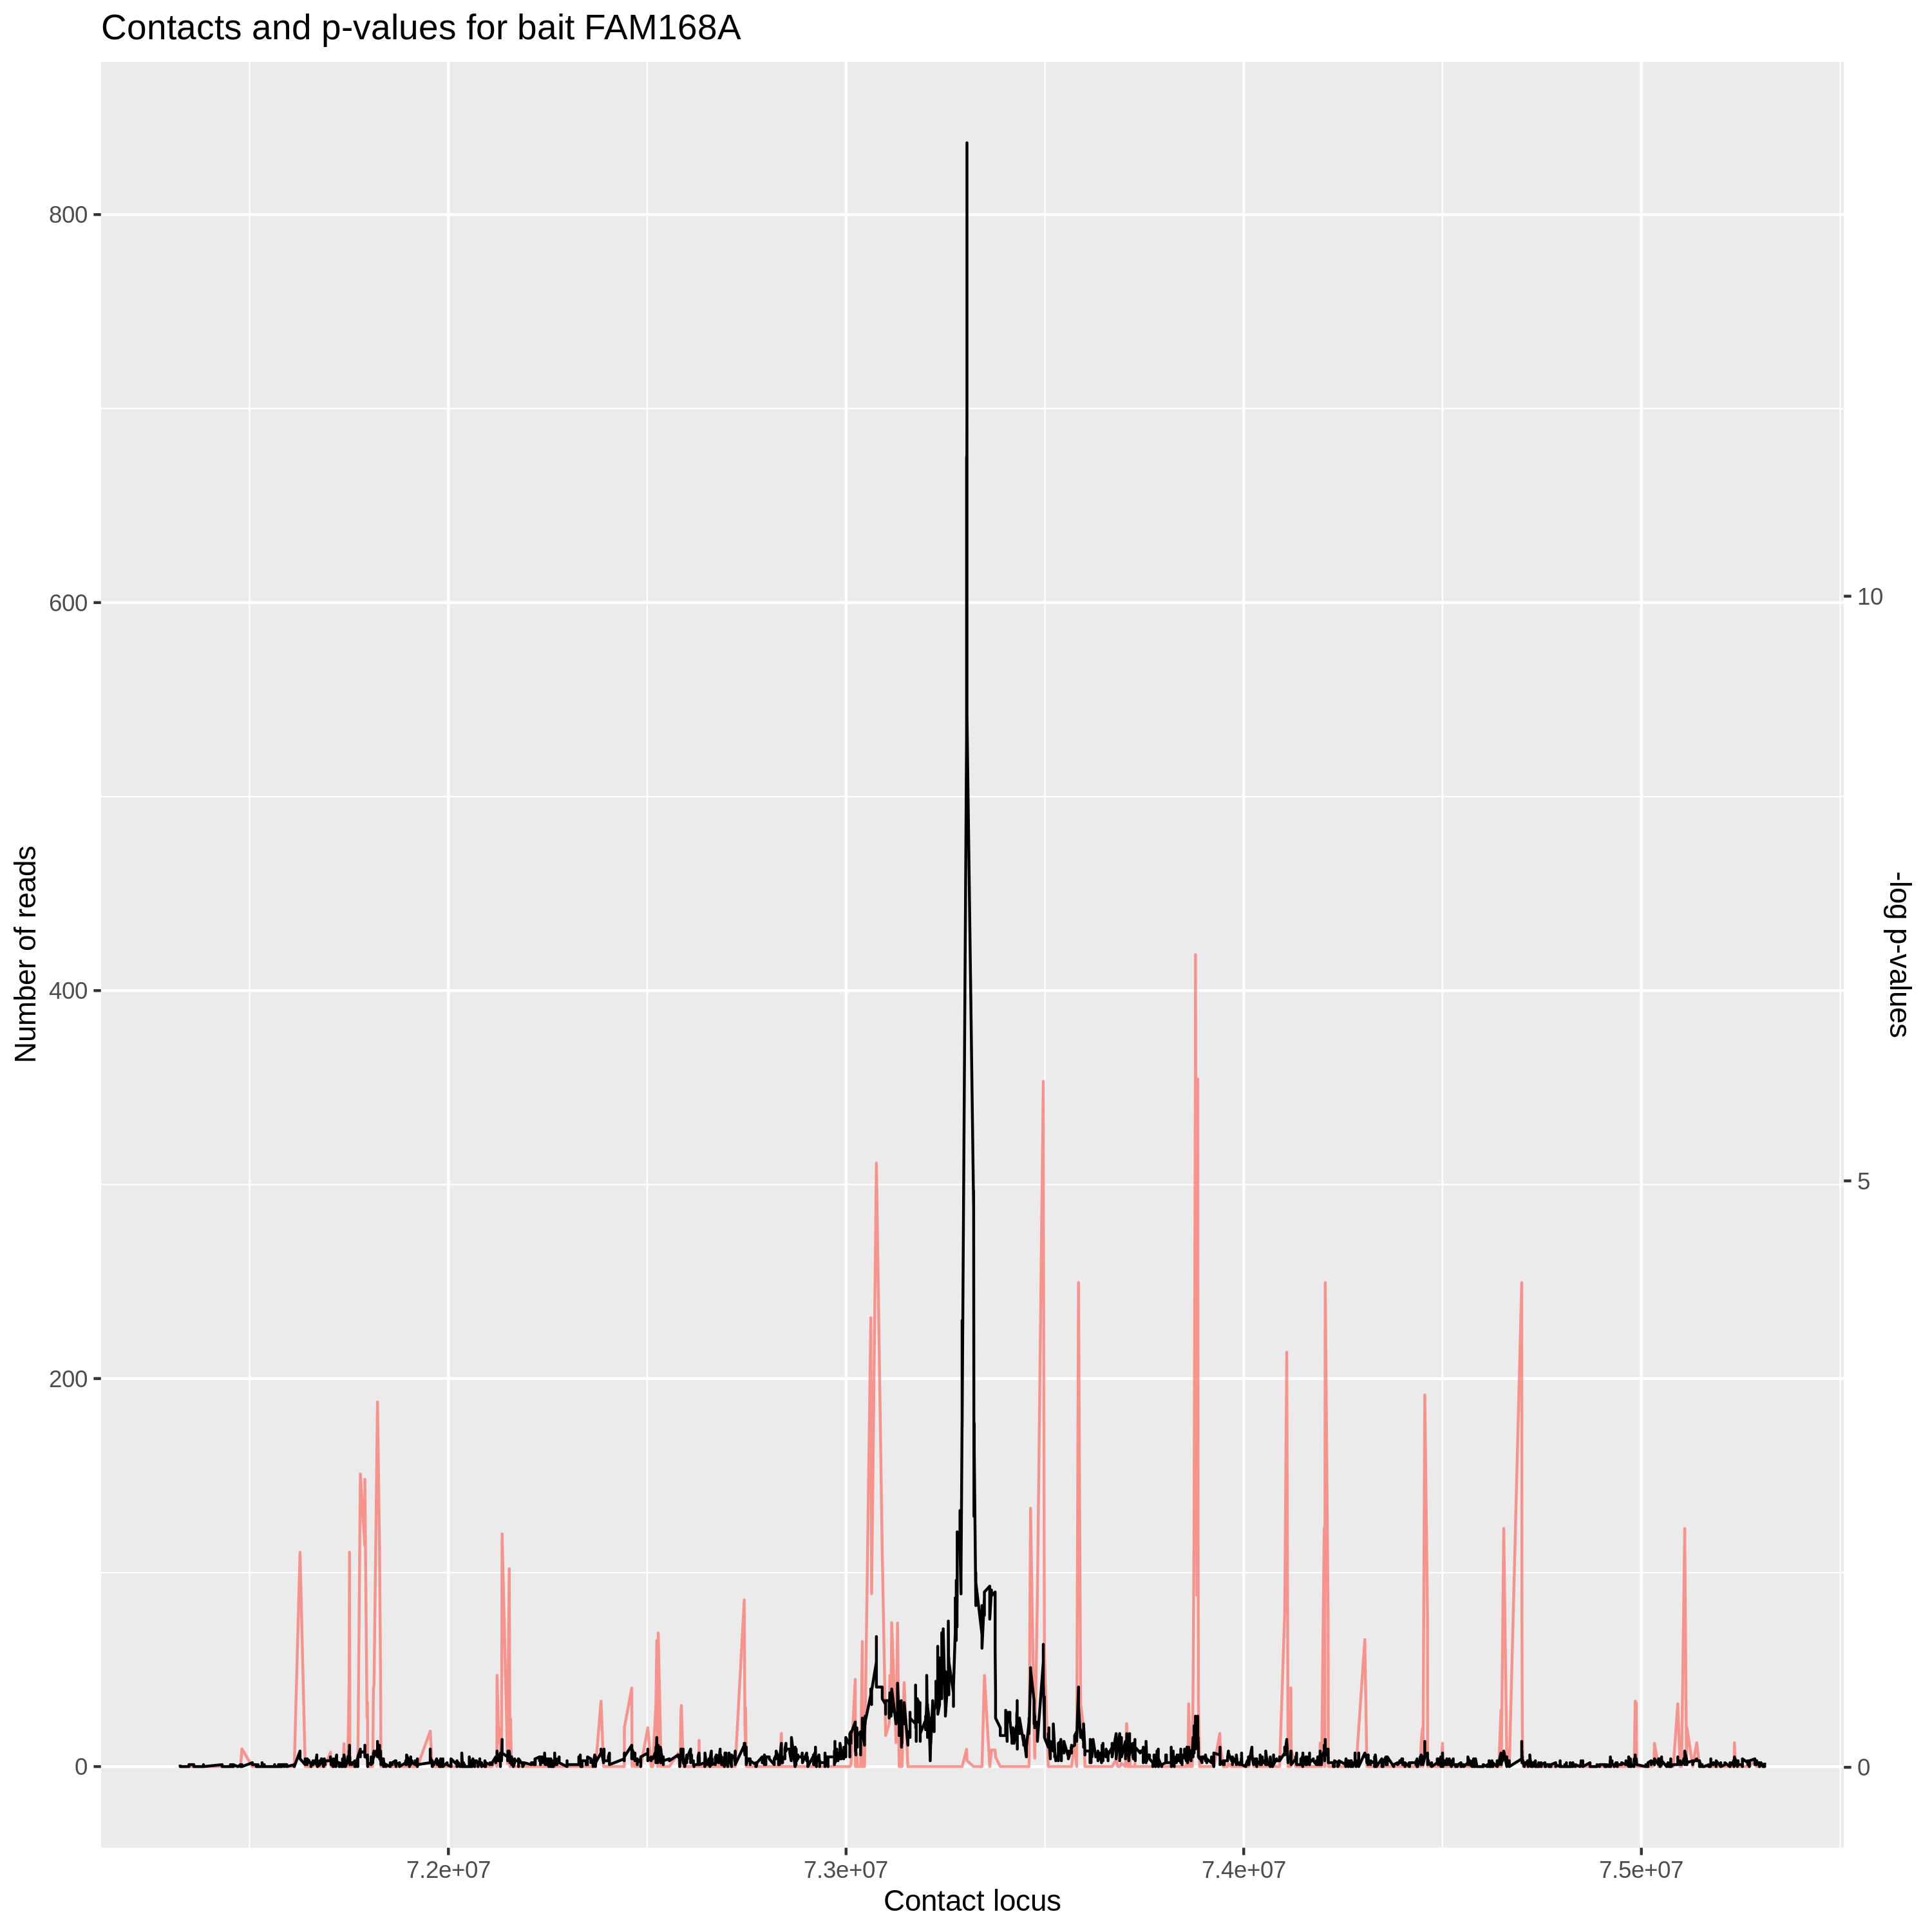 Contacts and p-values for bait FAM168A
800
600
400
200
0
Number of reads
10
5
0
-log p-values
7.2e+07
7.3e+07
7.4e+07
7.5e+07
Contact locus